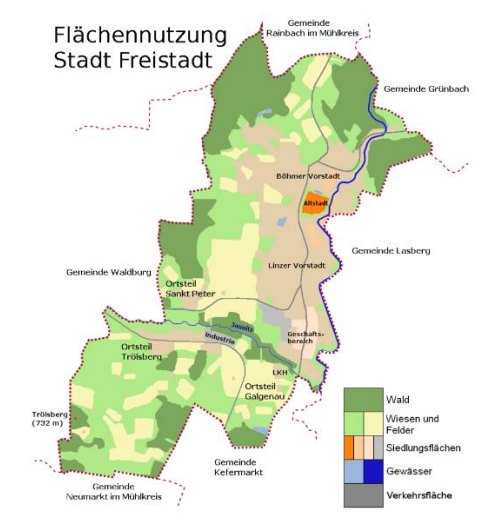 Flächennutzung
Stadt Freistadt
Gemeinde
Rainbach im Mühlkreis
Gemeinde Grünbach
Böhmer Vorstadt
Altstadt
Gemeinde Lasberg
Linzer Vorstadt
Gemeinde Waldburg
Ortsteil
Sankt Peter
Jaunitz
Industrie
Geschäfts-
bereich
Ortsteil
Trölsberg
LKH
Ortsteil
Galgenau
Trölsberg
(732 m)
Gemeinde
Kefermarkt
Gemeinde
Neumarkt im Mühlkreis
Wald
Wiesen und
Felder
Siedlungsflächen
Gewässer
Verkehrsfläche